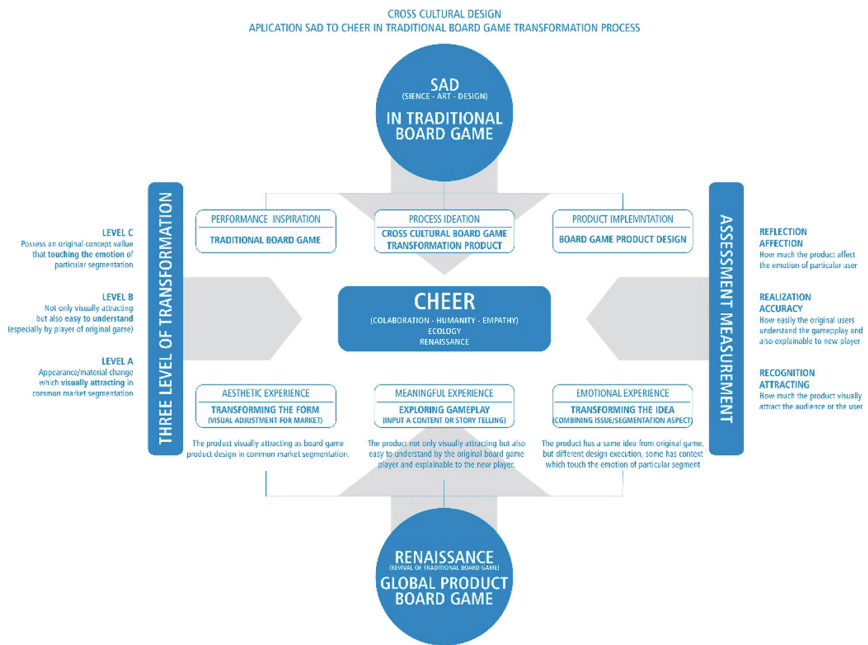 CROSS CULTURAL DESIGN
APLICATION SAD TO CHEER IN TRADITIONAL BOARD GAME TRANSFORMATION PROCESS
SAD
(SIENCE - ART - DESIGN)
IN TRADITIONAL
BOARD GAME
PERFORMANCE INSPIRATION
TRADITIONAL BOARD GAME
PROCESS IDEATION
CROSS CULTURAL BOARD GAME
TRANSFORMATION PRODUCT
PRODUCT IMPLEMNTATION
BOARD GAME PRODUCT DESIGN
THREE LEVEL OF TRANSFORMATION
LEVEL C
Possess an original concept vallue
that touching the emotion of
particular segmentation
LEVEL B
Not only visually attracting
but also easy to understand
(especially by player of original game)
LEVEL A
Appearance/material change
which visually attracting in
common market segmentation
CHEER
(COLABORATION - HUMANITY - EMPATHY)
ECOLOGY
RENAISSANCE
ASSESSMENT MEASUREMENT
REFLECTION
AFFECTION
How much the product affect
the emotion of particular user
REALIZATION
ACCURACY
How easily the original users
understand the gamepplay and
also explainable to new player
RECOGNITION
ATTRACTING
How much the product visually
attract the audience or the user
AESTHETIC EXPERIENCE
TRANSFORMING THE FORM
(VISUAL ADJUSTMENT FOR MARKET)
The product visually attracting as board game
product design in common market segmentation.
MEANINGFUL EXPERIENCE
EXPLORING GAMEPLAY
(INPUT A CONTENT OR STORY TELLING)
The product not only visually attracting but also
easy to understand by the original board game
player and explainable to the new player.
EMOTIONAL EXPERIENCE
TRANSFORMING THE IDEA
(COMBINING ISSUE/SEGMENTATION ASPECT)
The product has a same idea from original game,
but different design execution, some has context
which touch the emotion of particular segment
RENAISSANCE
(REVIVAL OF TRADITIONAL BOARD GAME)
GLOBAL PRODUCT
BOARD GAME